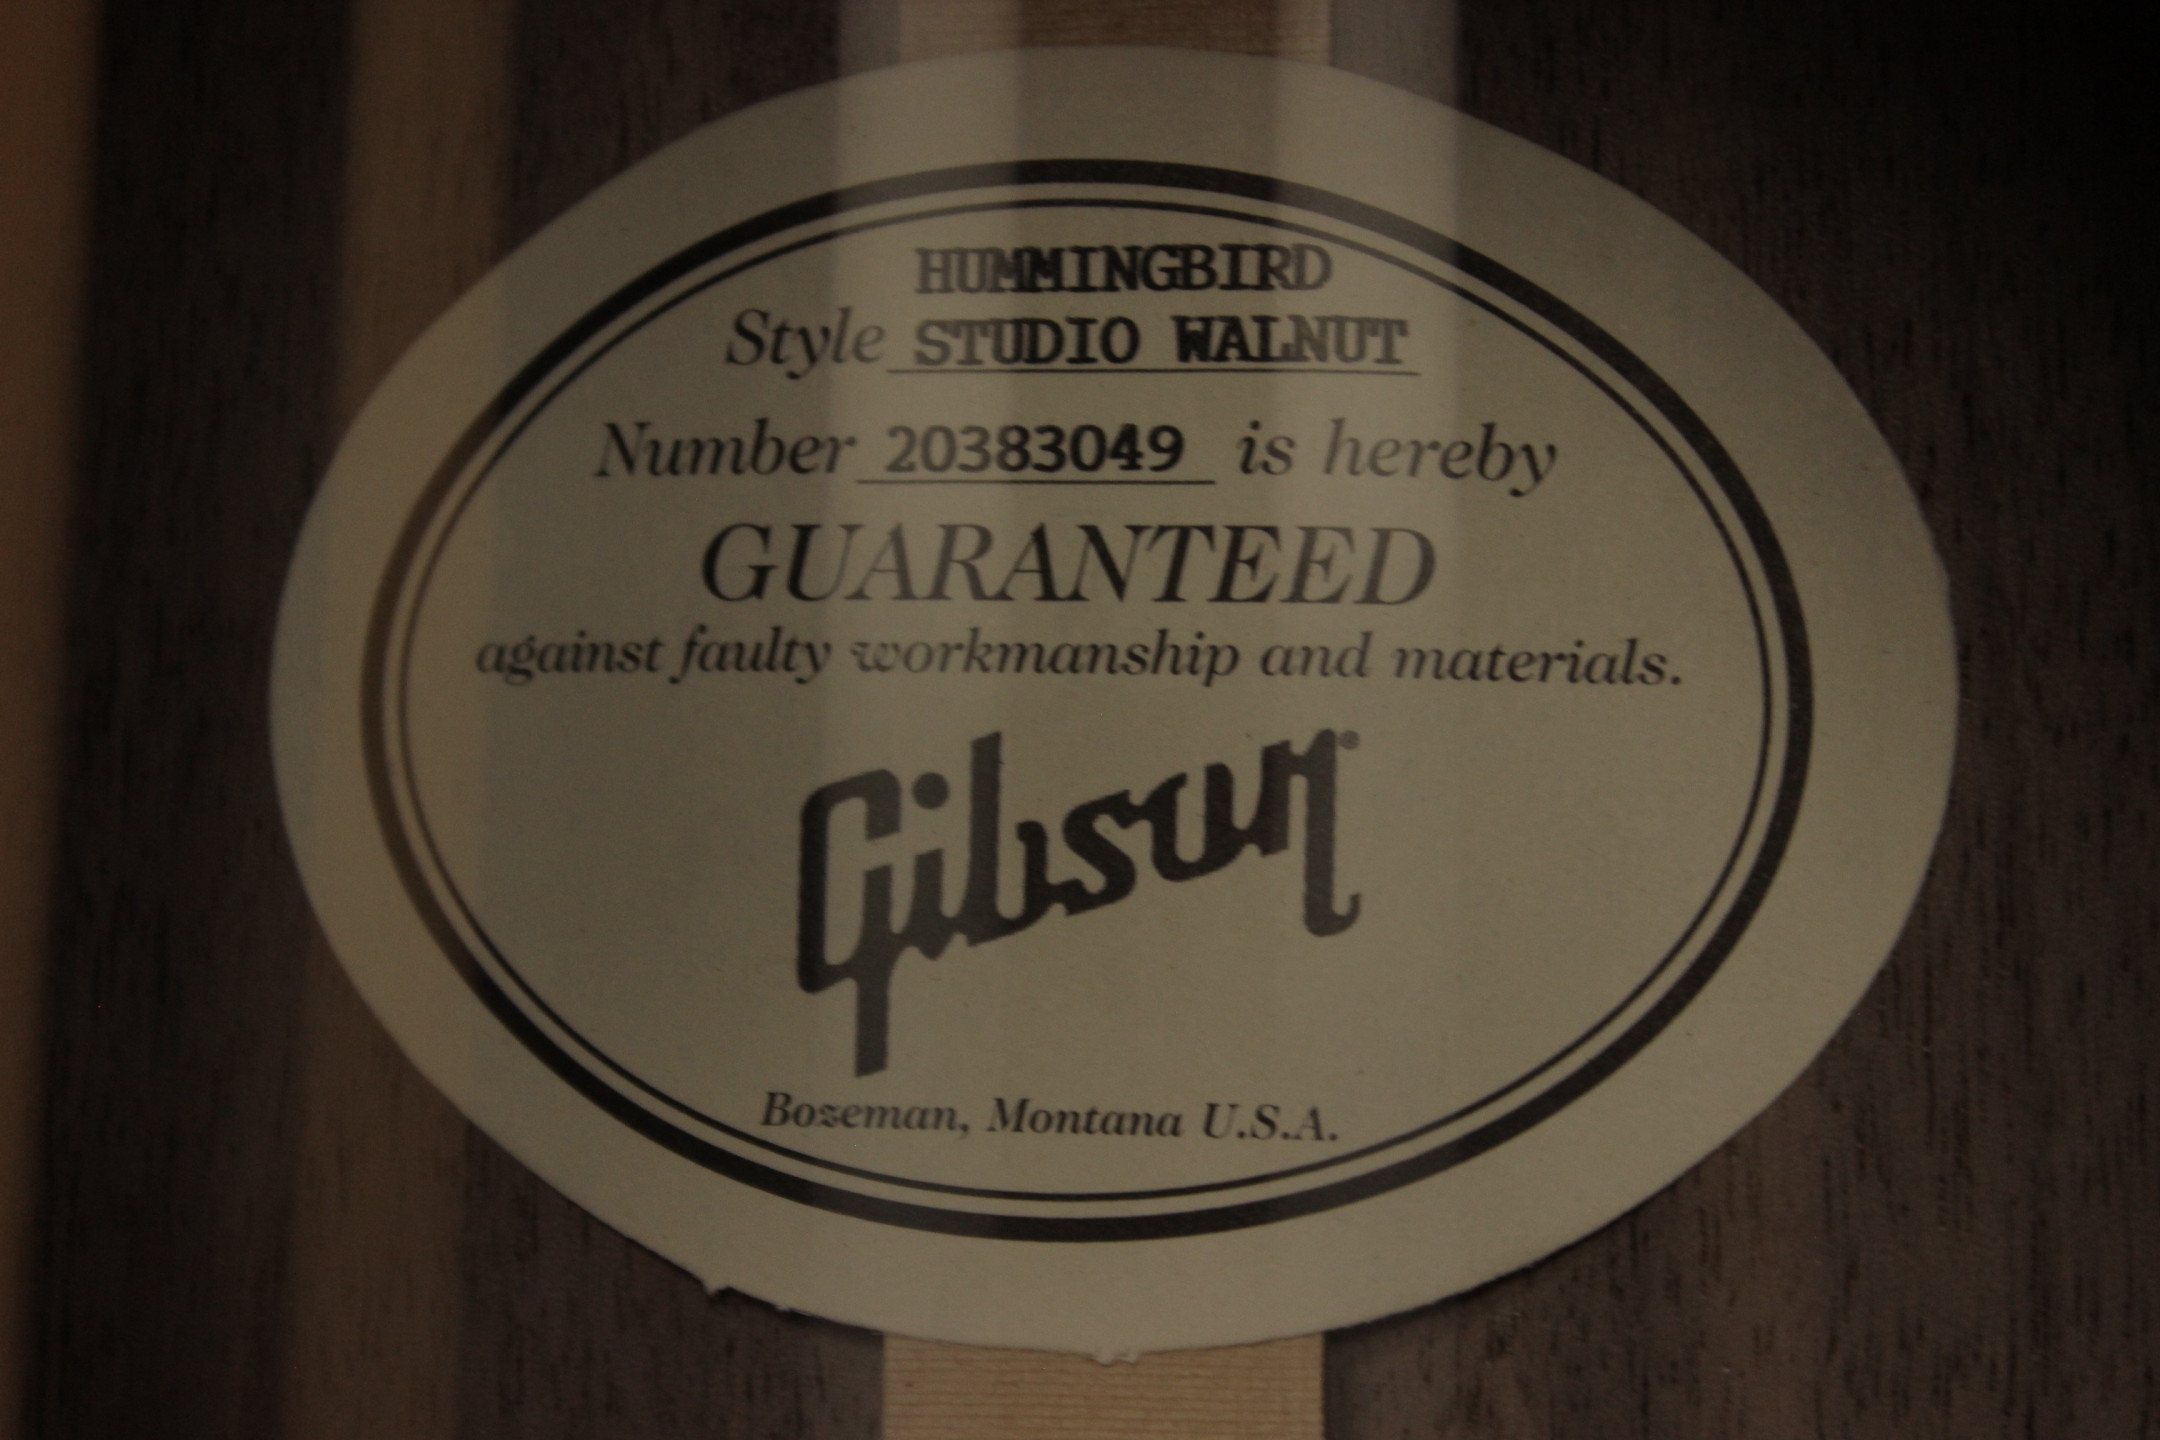 HUMMINGBIRD
Style STUDIO WALNUT
Number 20383049 is hereby
GUARANTEED
against faulty workmanship and materials.
Gibson®
Bozeman, Montana U.S.A.